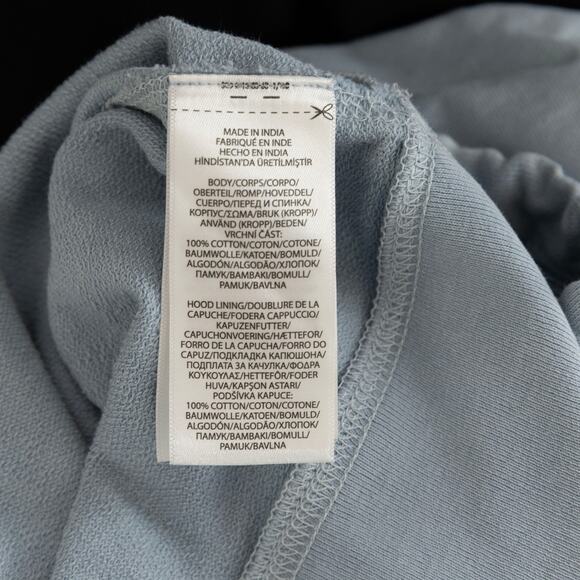 MADE IN INDIA
FABRIQUÉ EN INDE
HECHO EN INDIA
HİNDİSTAN'DA ÜRETİLMİŞTİR
BODY/CORPS/CORPO/
OBERTEIL/ROMP/HOVEDDEL/
CUERPO/ПЕРЕД И СПИНКА/
КОРПУС/ΣΩΜΑ/BRUK (KROPP)/
ANVÄND (KROPP)/BEDEN/
VRCHNÍ ČÁST:
100% COTTON/COTON/COTONE/
BAUMWOLLE/KATOEN/BOMULD/
ALGODÓN/ALGODÃO/ХЛОПОК/
ПАМУК/ΒΑΜΒΑΚΙ/BOMULL/
PAMUK/BAVLNA
HOOD LINING/DOUBLURE DE LA
CAPUCHE/FODERA CAPPUCCIO/
KAPUZENFUTTER/
CAPUCHONVOERING/HÆTTEFOR/
FORRO DE LA CAPUCHA/FORRO DO
CAPUZ/ПОДКЛАДКА КАПЮШОНА/
ПОДПЛАТА ЗА КАЧУЛКА/ΦΟΔΡΑ
ΚΟΥΚΟΥΛΑΣ/HETTEFÔR/FODER
HUVA/KAPŞON ASTARI/
PODŠÍVKA KAPUCE:
100% COTTON/COTON/COTONE/
BAUMWOLLE/KATOEN/BOMULD/
ALGODÓN/ALGODÃO/ХЛОПОК/
ПАМУК/ΒΑΜΒΑΚΙ/BOMULL/
PAMUK/BAVLNA